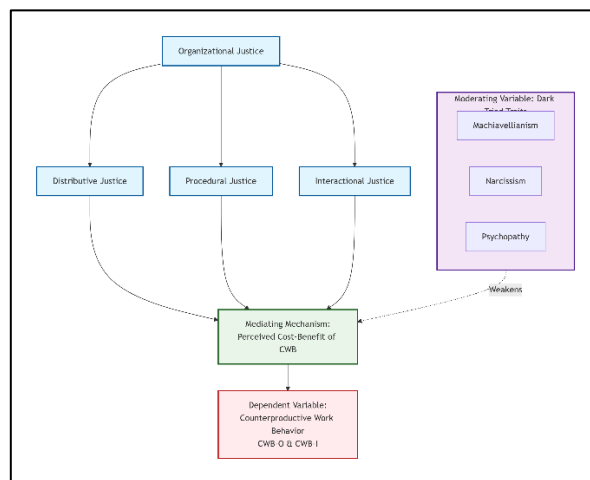 Organizational Justice
Moderating Variable: Dark
Triad Traits
Machiavellianism
Distributive Justice
Procedural Justice
Interactional Justice
Narcissism
Psychopathy
Weakens
Mediating Mechanism:
Perceived Cost-Benefit of
CWB
Dependent Variable:
Counterproductive Work
Behavior
CWB-O & CWB-I